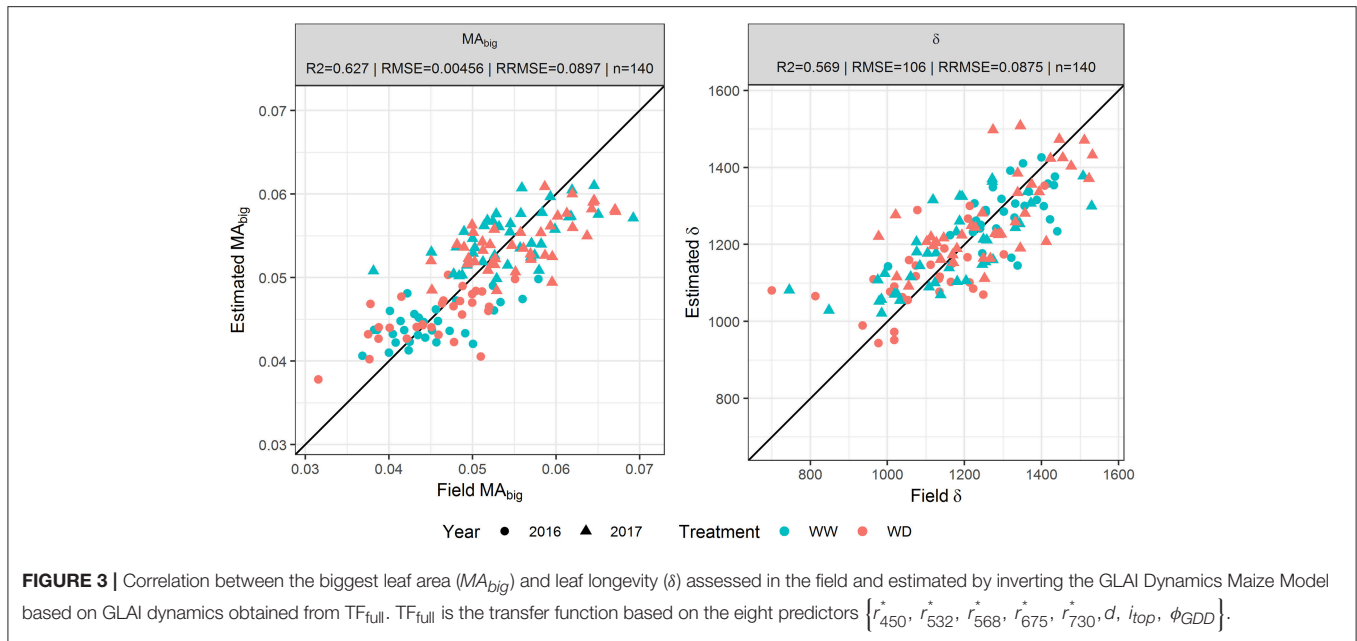 MA_big
R2=0.627 | RMSE=0.00456 | RRMSE=0.0897 | n=140
δ
R2=0.569 | RMSE=106 | RRMSE=0.0875 | n=140
Estimated MA_big
0.07
0.06
0.05
0.04
0.03
0.03 0.04 0.05 0.06 0.07
Field MA_big
Estimated δ
1600
1400
1200
1000
800
800 1000 1200 1400 1600
Field δ
Year 2016 2017 Treatment WW WD
FIGURE 3 | Correlation between the biggest leaf area (MA_big) and leaf longevity (δ) assessed in the field and estimated by inverting the GLAI Dynamics Maize Model
based on GLAI dynamics obtained from TF_full. TF_full is the transfer function based on the eight predictors {r*_450, r*_532, r*_568, r*_675, r*_730, d, i_top, ϕ_GDD}.